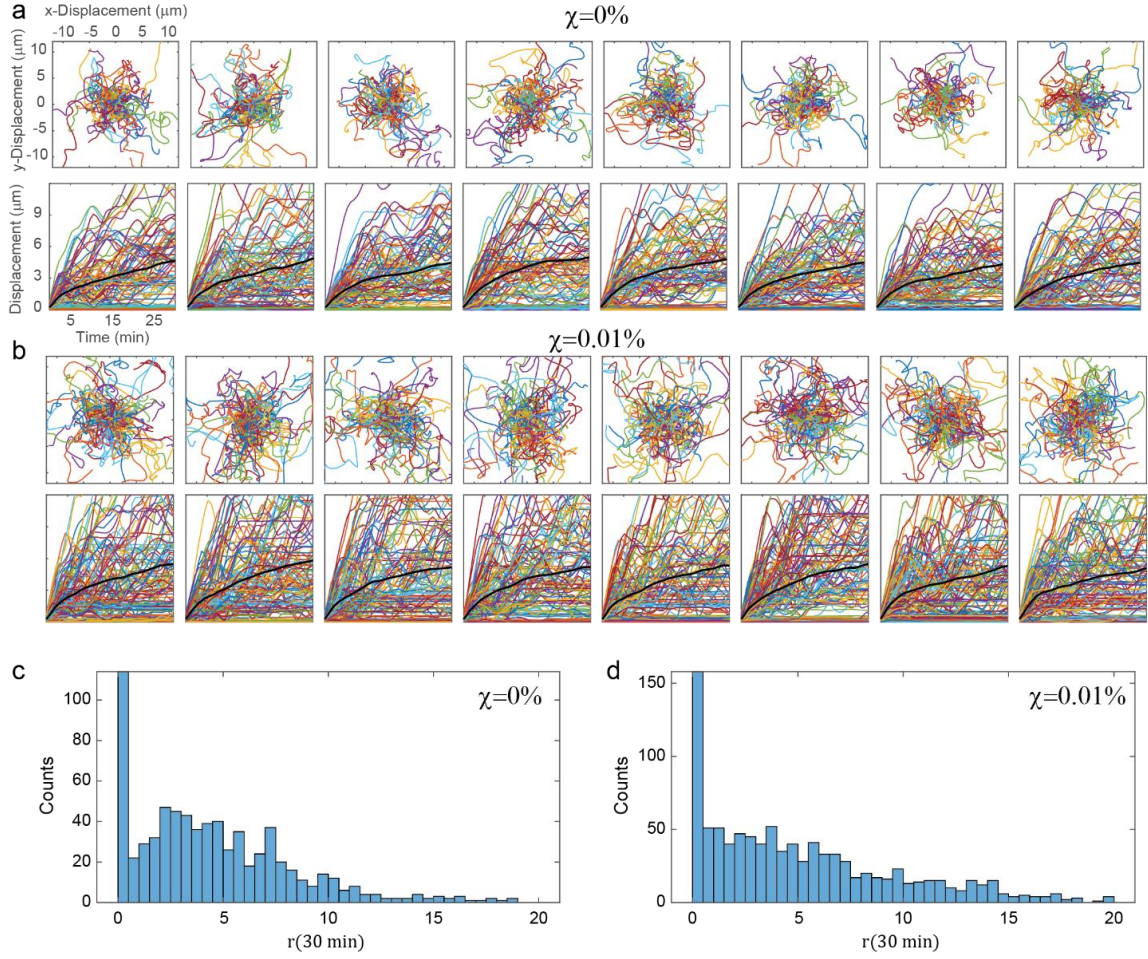 a
x-Displacement (μm)
χ=0%
-10 -5 0 5 10
y-Displacement (μm)
10
5
0
-5
-10
Displacement (μm)
9
6
3
0
5 15 25
Time (min)
b
χ=0.01%
c
χ=0%
Counts
100
80
60
40
20
0
0 5 10 15 20
r(30 min)
d
χ=0.01%
Counts
150
100
50
0
0 5 10 15 20
r(30 min)